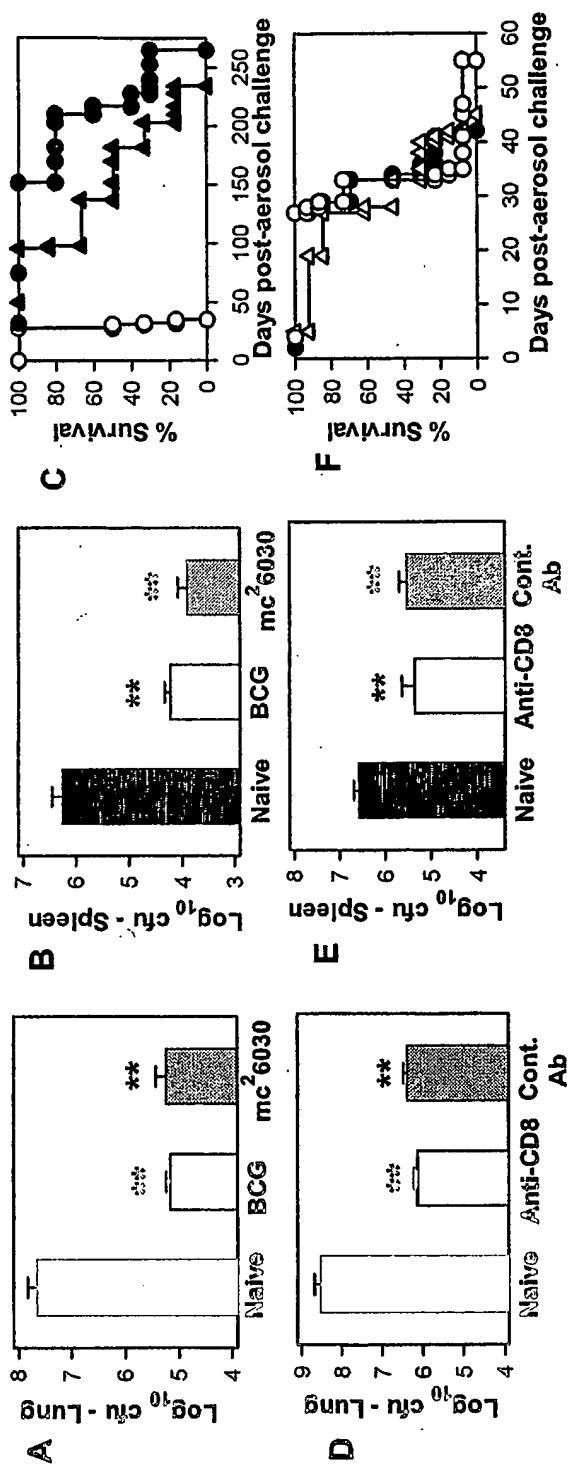 A
Log10 cfu - Lung
8
7
6
5
4
Naive
BCG
mc26030
**
**
B
Log10 cfu - Spleen
7
6
5
4
3
Naive
BCG
mc26030
**
**
C
% Survival
100
80
60
40
20
0
0 50 100 150 200 250
Days post-aerosol challenge
D
Log10 cfu - Lung
9
8
7
6
5
4
Naive
Anti-CD8
Cont.
Ab
**
**
E
Log10 cfu - Spleen
8
7
6
5
4
Naive
Anti-CD8
Cont.
Ab
**
**
F
% Survival
100
80
60
40
20
0
0 10 20 30 40 50 60
Days post-aerosol challenge